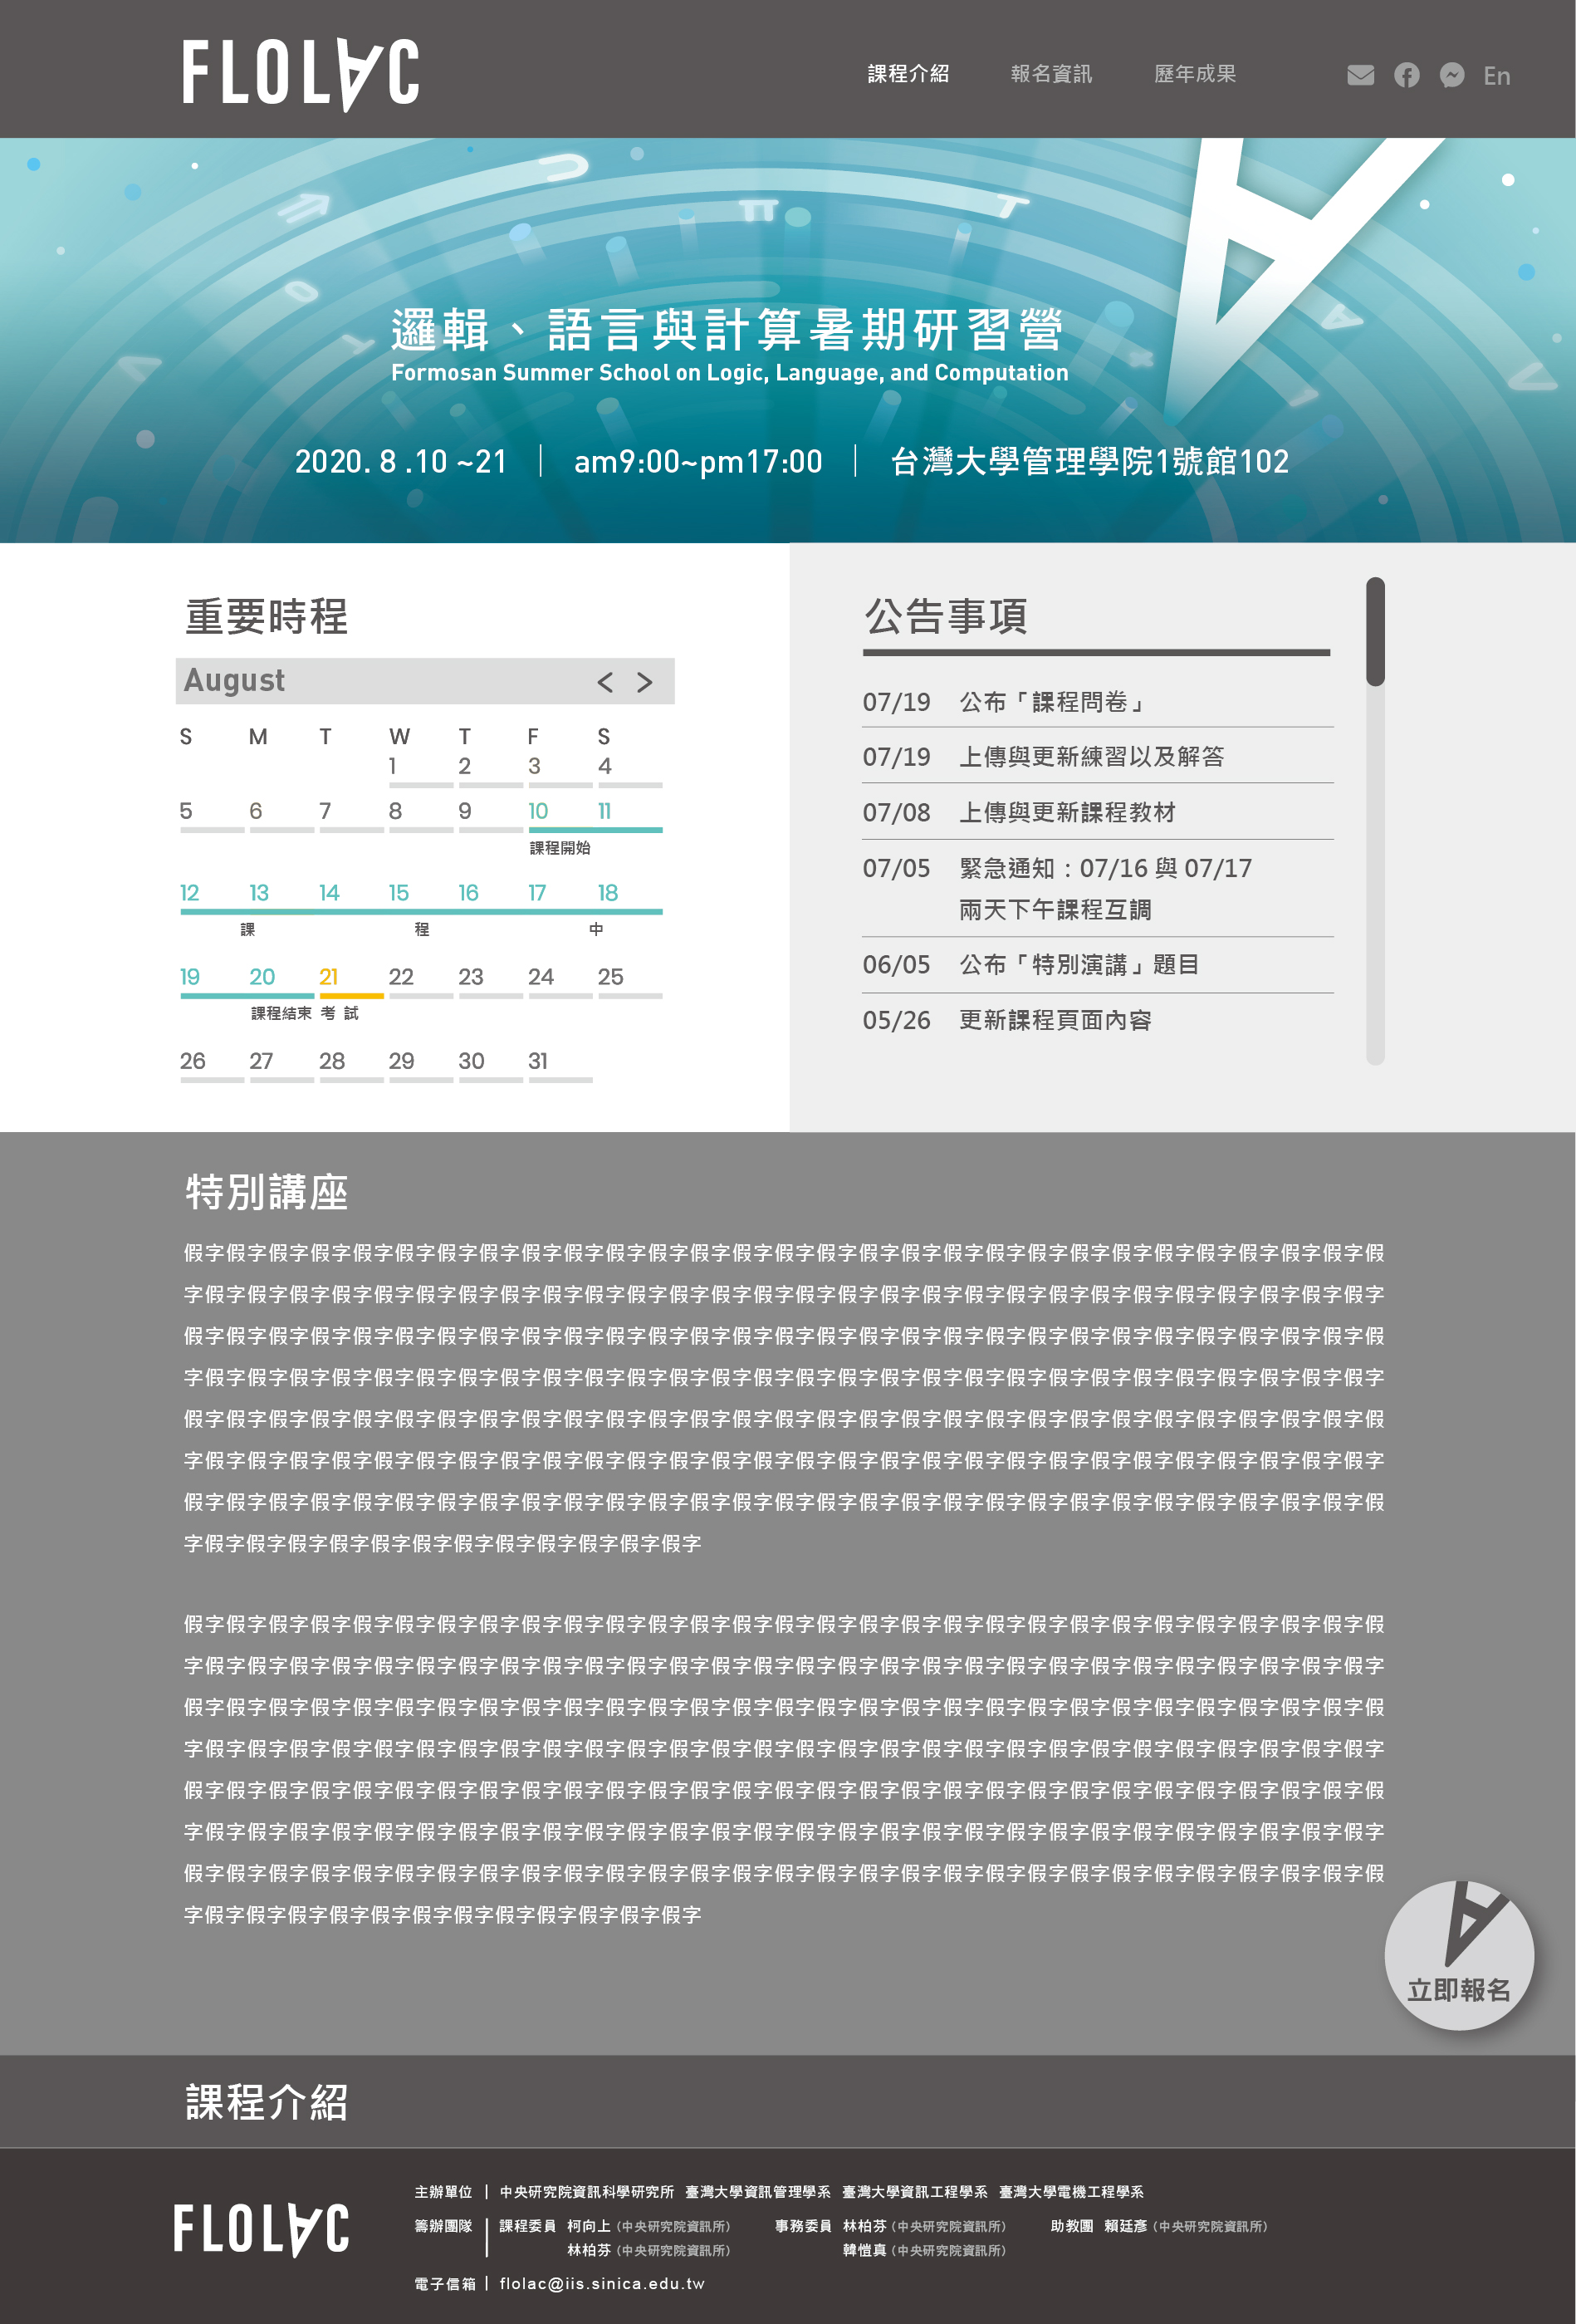 FLOL∀C
課程介紹 報名資訊 歷年成果 En
邏輯、語言與計算暑期研習營
Formosan Summer School on Logic, Language, and Computation
2020. 8 .10 ~21 am9:00~pm17:00 台灣大學管理學院1號館102
重要時程
August < >
S M T W T F S
1 2 3 4
5 6 7 8 9 10 11
課程開始
12 13 14 15 16 17 18
課 程 中
19 20 21 22 23 24 25
課程結束 考 試
26 27 28 29 30 31
公告事項
07/19 公布「課程問卷」
07/19 上傳與更新練習以及解答
07/08 上傳與更新課程教材
07/05 緊急通知：07/16 與 07/17
兩天下午課程互調
06/05 公布「特別演講」題目
05/26 更新課程頁面內容
特別講座
假字假字假字假字假字假字假字假字假字假字假字假字假字假字假字假字假字假字假字假字假字假字假字假字假字假字假字假字假
字假字假字假字假字假字假字假字假字假字假字假字假字假字假字假字假字假字假字假字假字假字假字假字假字假字假字假字假字
假字假字假字假字假字假字假字假字假字假字假字假字假字假字假字假字假字假字假字假字假字假字假字假字假字假字假字假字假
字假字假字假字假字假字假字假字假字假字假字假字假字假字假字假字假字假字假字假字假字假字假字假字假字假字假字假字假字
假字假字假字假字假字假字假字假字假字假字假字假字假字假字假字假字假字假字假字假字假字假字假字假字假字假字假字假字假
字假字假字假字假字假字假字假字假字假字假字假字假字假字假字假字假字假字假字假字假字假字假字假字假字假字假字假字假字
假字假字假字假字假字假字假字假字假字假字假字假字假字假字假字假字假字假字假字假字假字假字假字假字假字假字假字假字假
字假字假字假字假字假字假字假字假字假字假字假字假字
假字假字假字假字假字假字假字假字假字假字假字假字假字假字假字假字假字假字假字假字假字假字假字假字假字假字假字假字假
字假字假字假字假字假字假字假字假字假字假字假字假字假字假字假字假字假字假字假字假字假字假字假字假字假字假字假字假字
假字假字假字假字假字假字假字假字假字假字假字假字假字假字假字假字假字假字假字假字假字假字假字假字假字假字假字假字假
字假字假字假字假字假字假字假字假字假字假字假字假字假字假字假字假字假字假字假字假字假字假字假字假字假字假字假字假字
假字假字假字假字假字假字假字假字假字假字假字假字假字假字假字假字假字假字假字假字假字假字假字假字假字假字假字假字假
字假字假字假字假字假字假字假字假字假字假字假字假字假字假字假字假字假字假字假字假字假字假字假字假字假字假字假字假字
假字假字假字假字假字假字假字假字假字假字假字假字假字假字假字假字假字假字假字假字假字假字假字假字假字假字假字假字假
字假字假字假字假字假字假字假字假字假字假字假字假字
立即報名
課程介紹
FLOL∀C
主辦單位 | 中央研究院資訊科學研究所 臺灣大學資訊管理學系 臺灣大學資訊工程學系 臺灣大學電機工程學系
籌辦團隊 | 課程委員 柯向上（中央研究院資訊所） 事務委員 林柏芬（中央研究院資訊所） 助教團 賴廷彥（中央研究院資訊所）
林柏芬（中央研究院資訊所） 韓愷真（中央研究院資訊所）
電子信箱 | flolac@iis.sinica.edu.tw